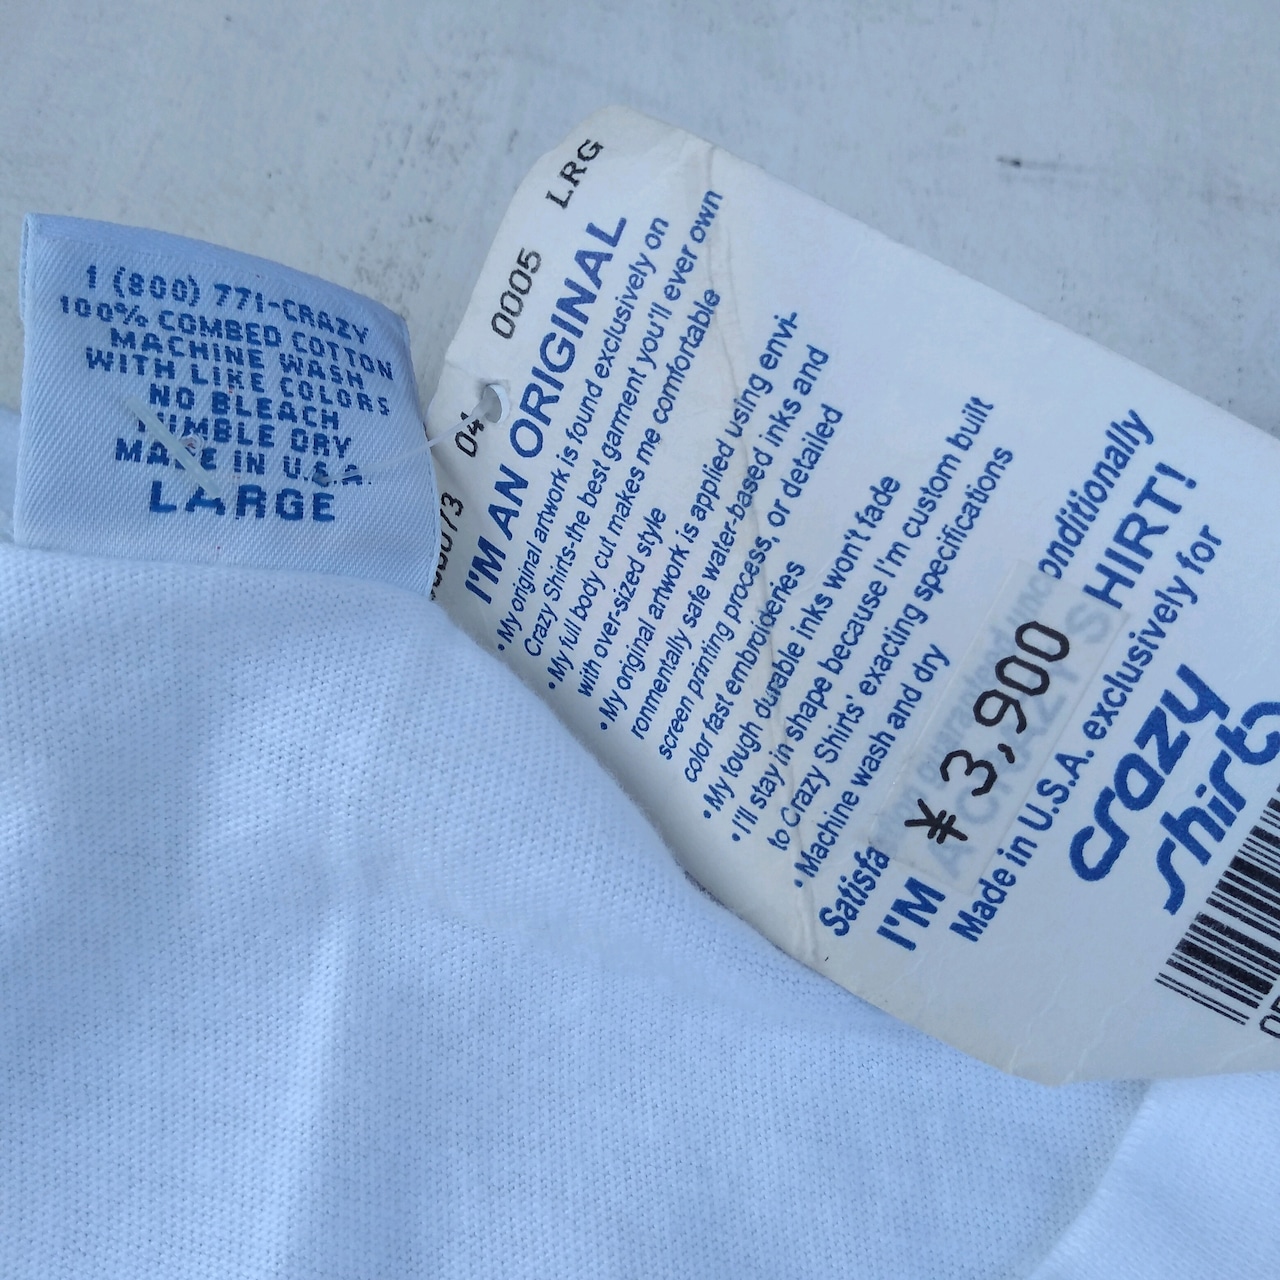 1 (800) 771-CRAZY
100% COMBED COTTON
MACHINE WASH
WITH LIKE COLORS
NO BLEACH
TUMBLE DRY
MADE IN U.S.A.
LARGE
04 0005 LRG
I'M AN ORIGINAL
• My original artwork is found exclusively on
Crazy Shirts-the best garment you'll ever own
• My full body cut makes me comfortable
with over-sized style
• My original artwork is applied using envi-
ronmentally safe water-based inks and
screen printing process, or detailed
color fast embroideries
• My tough durable inks won't fade
• I'll stay in shape because I'm custom built
to Crazy Shirts' exacting specifications
• Machine wash and dry
Satisfa onditionally
I'M A CRAZY SHIRT!
¥3,900
Made in U.S.A. exclusively for
crazy
shirts